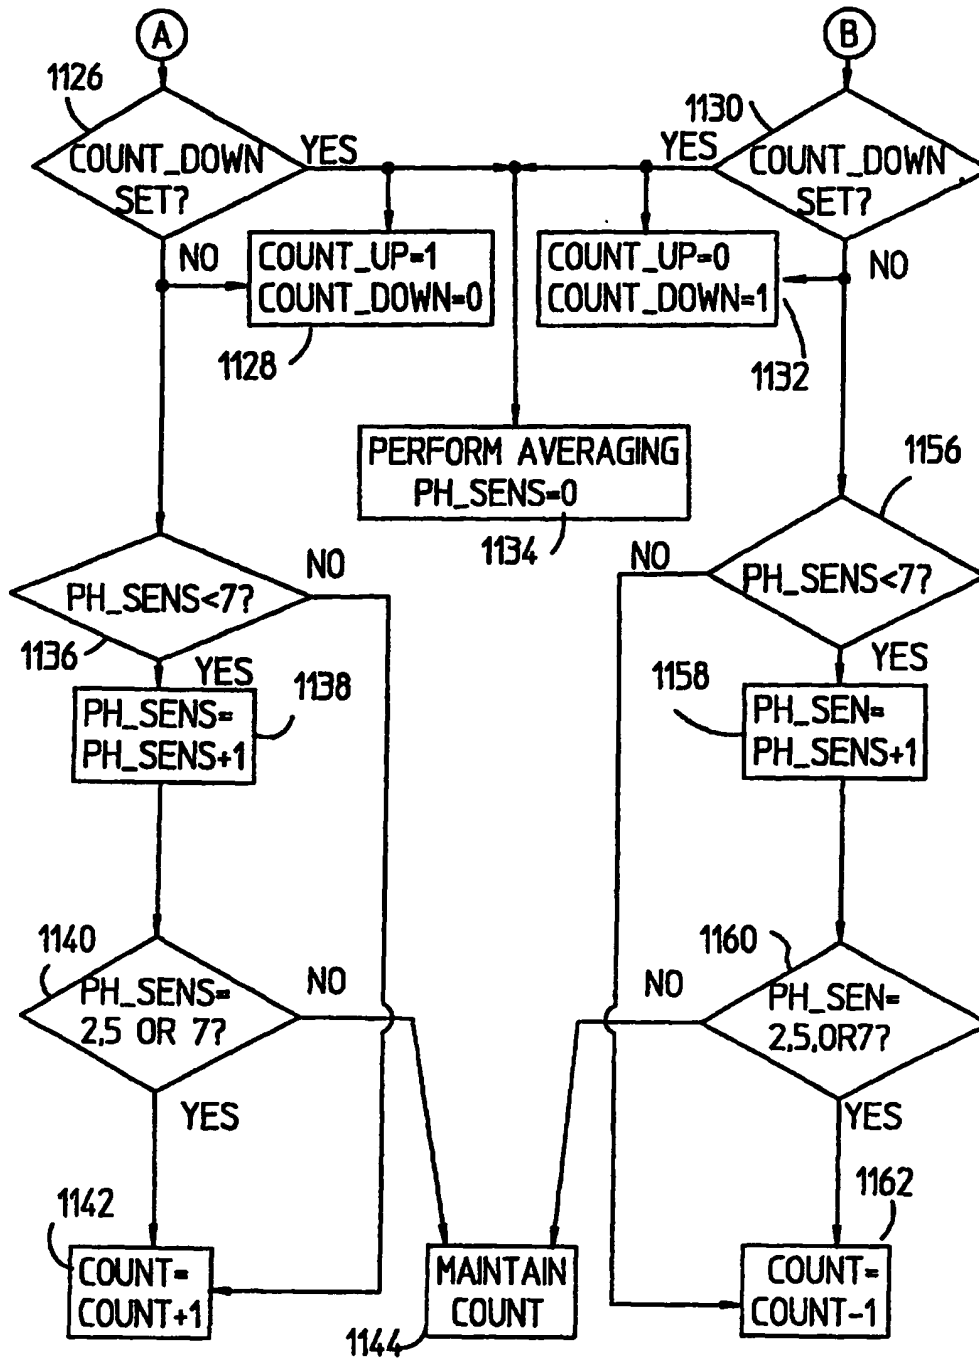 A
B
1126
1130
COUNT_DOWN
SET?
YES
YES
COUNT_DOWN
SET?
NO
COUNT_UP=1
COUNT_DOWN=0
COUNT_UP=0
COUNT_DOWN=1
NO
1128
1132
PERFORM AVERAGING
PH_SENS=0
1134
1156
NO
NO
PH_SENS<7?
PH_SENS<7?
1136
YES
YES
1138
1158
PH_SENS=
PH_SENS+1
PH_SEN=
PH_SENS+1
1140
1160
PH_SENS=
2,5 OR 7?
NO
NO
PH_SEN=
2,5,OR7?
YES
YES
1142
1162
COUNT=
COUNT+1
MAINTAIN
COUNT
COUNT=
COUNT-1
1144